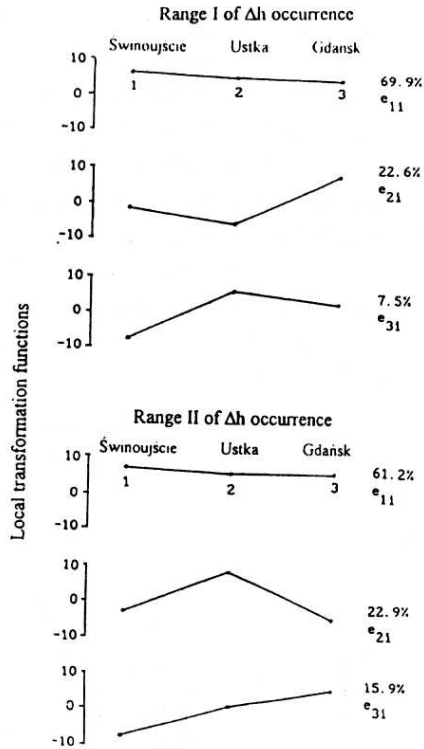 Range I of Δh occurrence
Świnoujście Ustka Gdańsk
10
0
-10
1 2 3
69.9%
e11
10
0
-10
22.6%
e21
10
0
-10
7.5%
e31
Local transformation functions
Range II of Δh occurrence
Świnoujście Ustka Gdańsk
10
0
-10
1 2 3
61.2%
e11
10
0
-10
22.9%
e21
10
0
-10
15.9%
e31